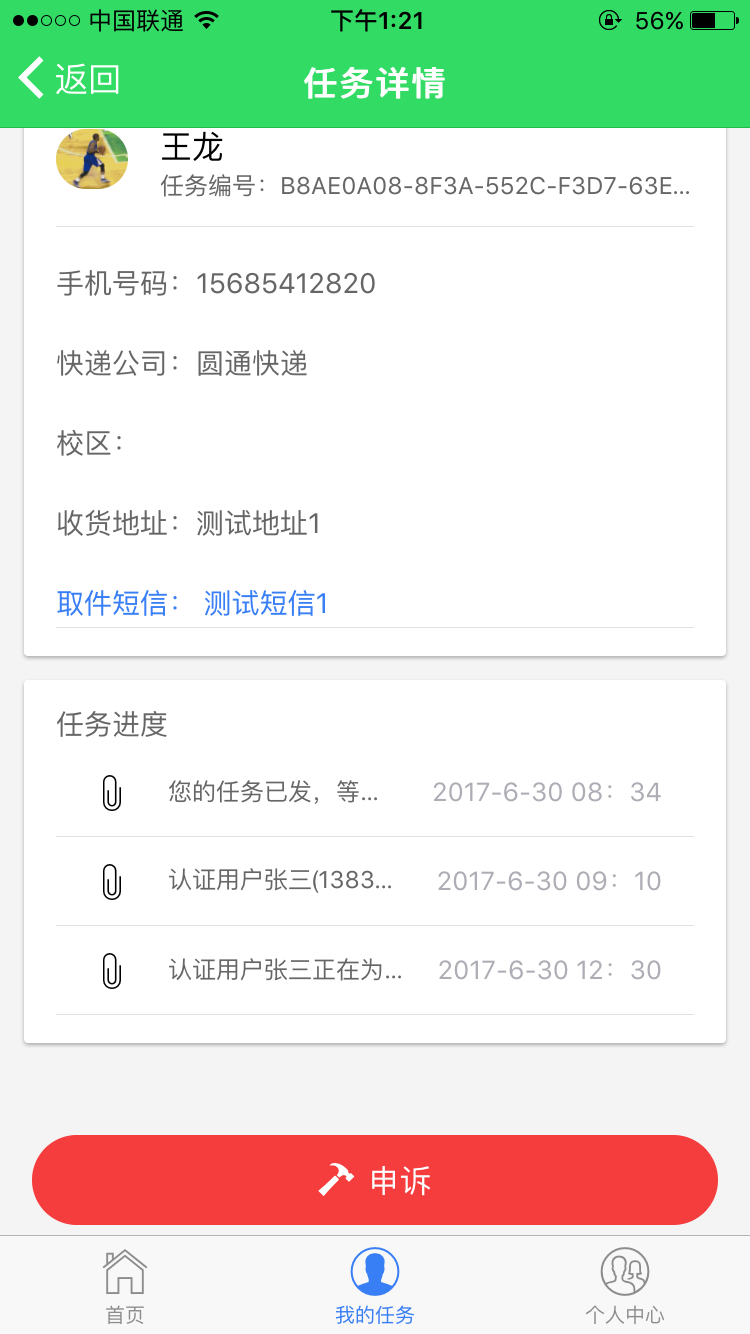 中国联通 下午1:21 56%
返回 任务详情
王龙
任务编号：B8AE0A08-8F3A-552C-F3D7-63E...
手机号码：15685412820
快递公司：圆通快递
校区：
收货地址：测试地址1
取件短信： 测试短信1
任务进度
您的任务已发，等... 2017-6-30 08：34
认证用户张三(1383... 2017-6-30 09：10
认证用户张三正在为... 2017-6-30 12：30
申诉
首页 我的任务 个人中心